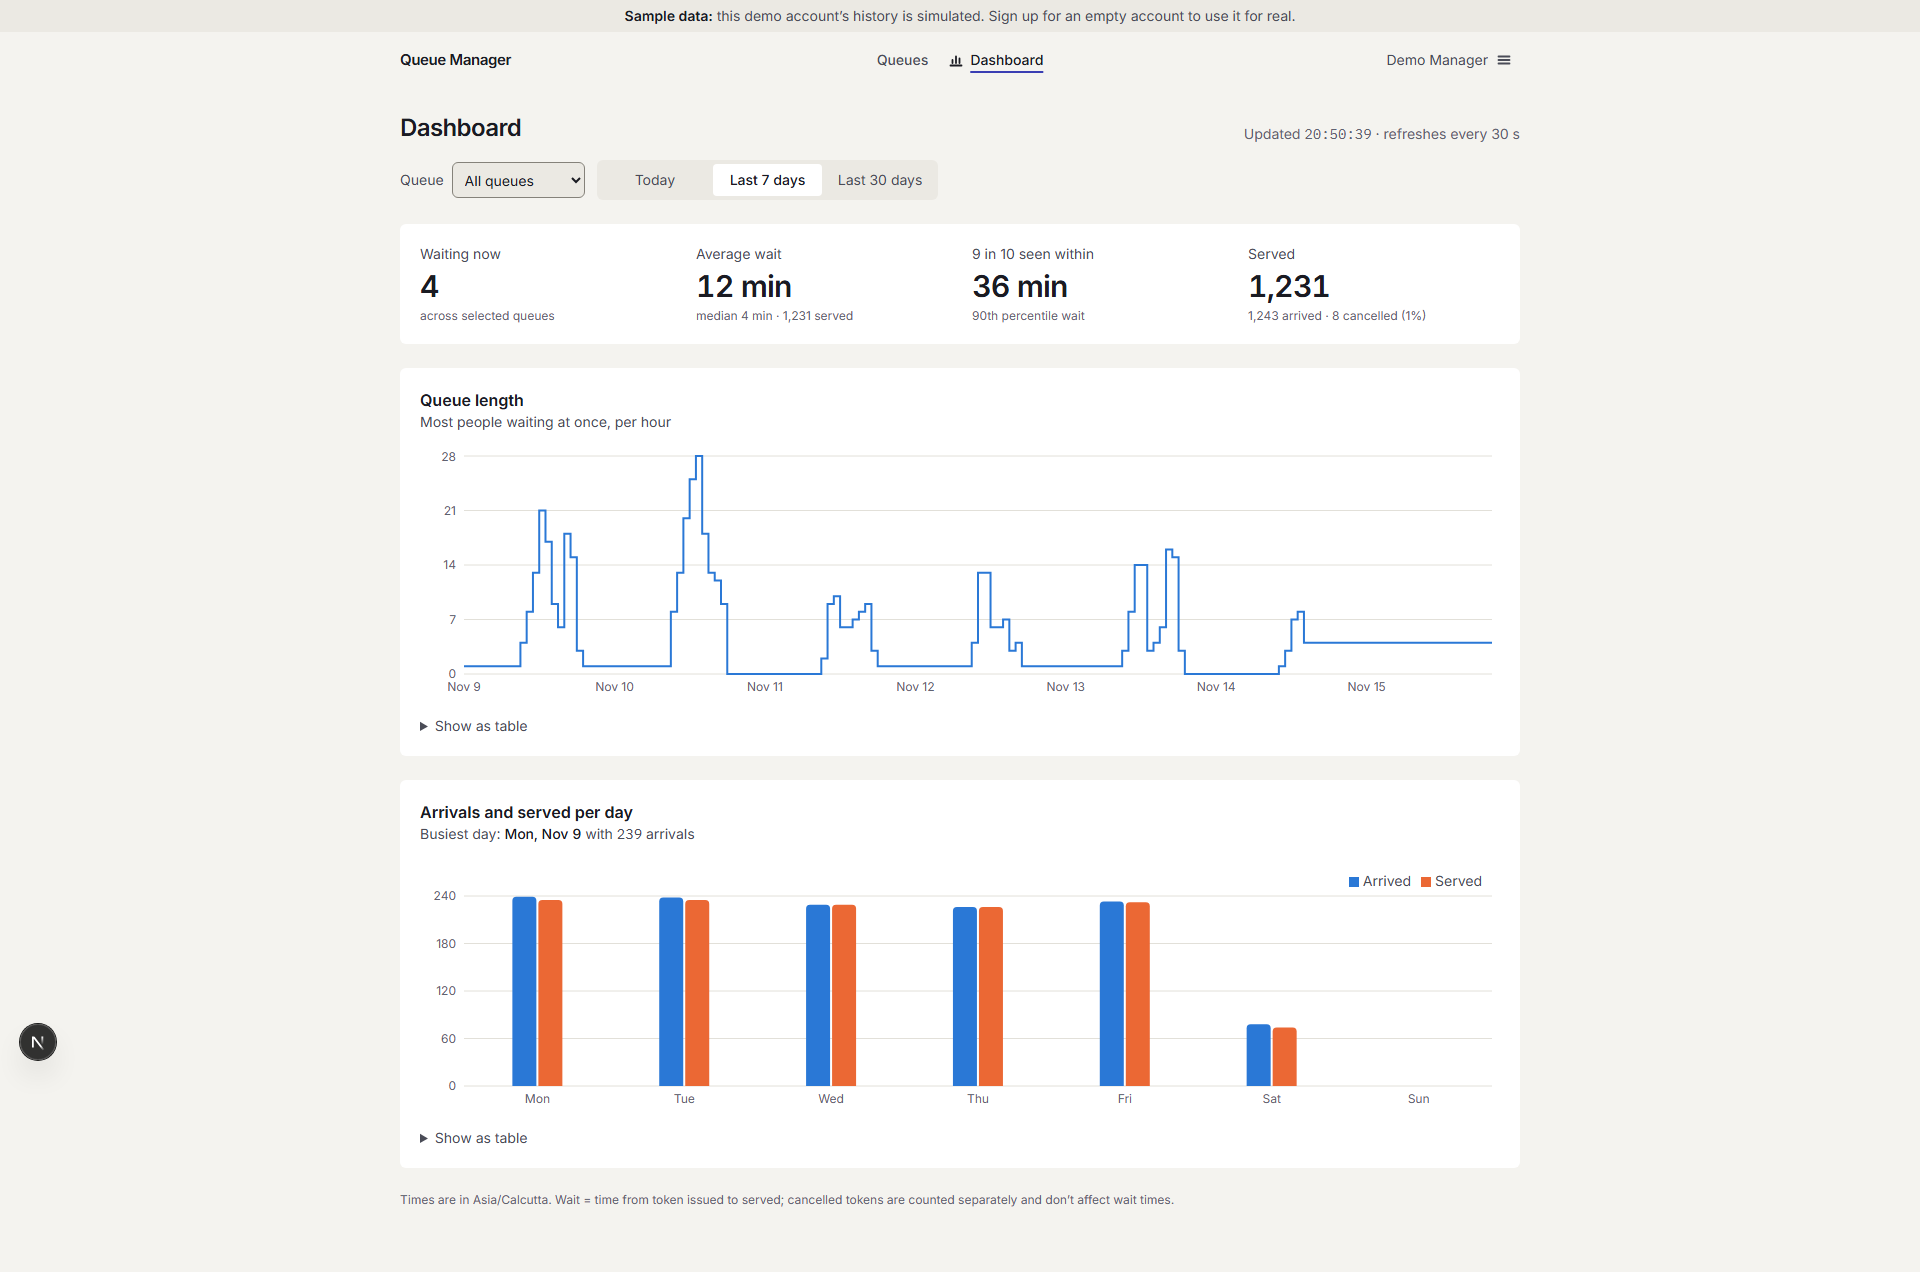 Sample data: this demo account’s history is simulated. Sign up for an empty account to use it for real.
Queue Manager
Queues
Dashboard
Demo Manager
Dashboard
Updated 20:50:39 · refreshes every 30 s
Queue
All queues
Today
Last 7 days
Last 30 days
Waiting now
4
across selected queues
Average wait
12 min
median 4 min · 1,231 served
9 in 10 seen within
36 min
90th percentile wait
Served
1,231
1,243 arrived · 8 cancelled (1%)
Queue length
Most people waiting at once, per hour
28
21
14
7
0
Nov 9 Nov 10 Nov 11 Nov 12 Nov 13 Nov 14 Nov 15
Show as table
Arrivals and served per day
Busiest day: Mon, Nov 9 with 239 arrivals
Arrived Served
240
180
120
60
0
Mon Tue Wed Thu Fri Sat Sun
Show as table
N
Times are in Asia/Calcutta. Wait = time from token issued to served; cancelled tokens are counted separately and don’t affect wait times.